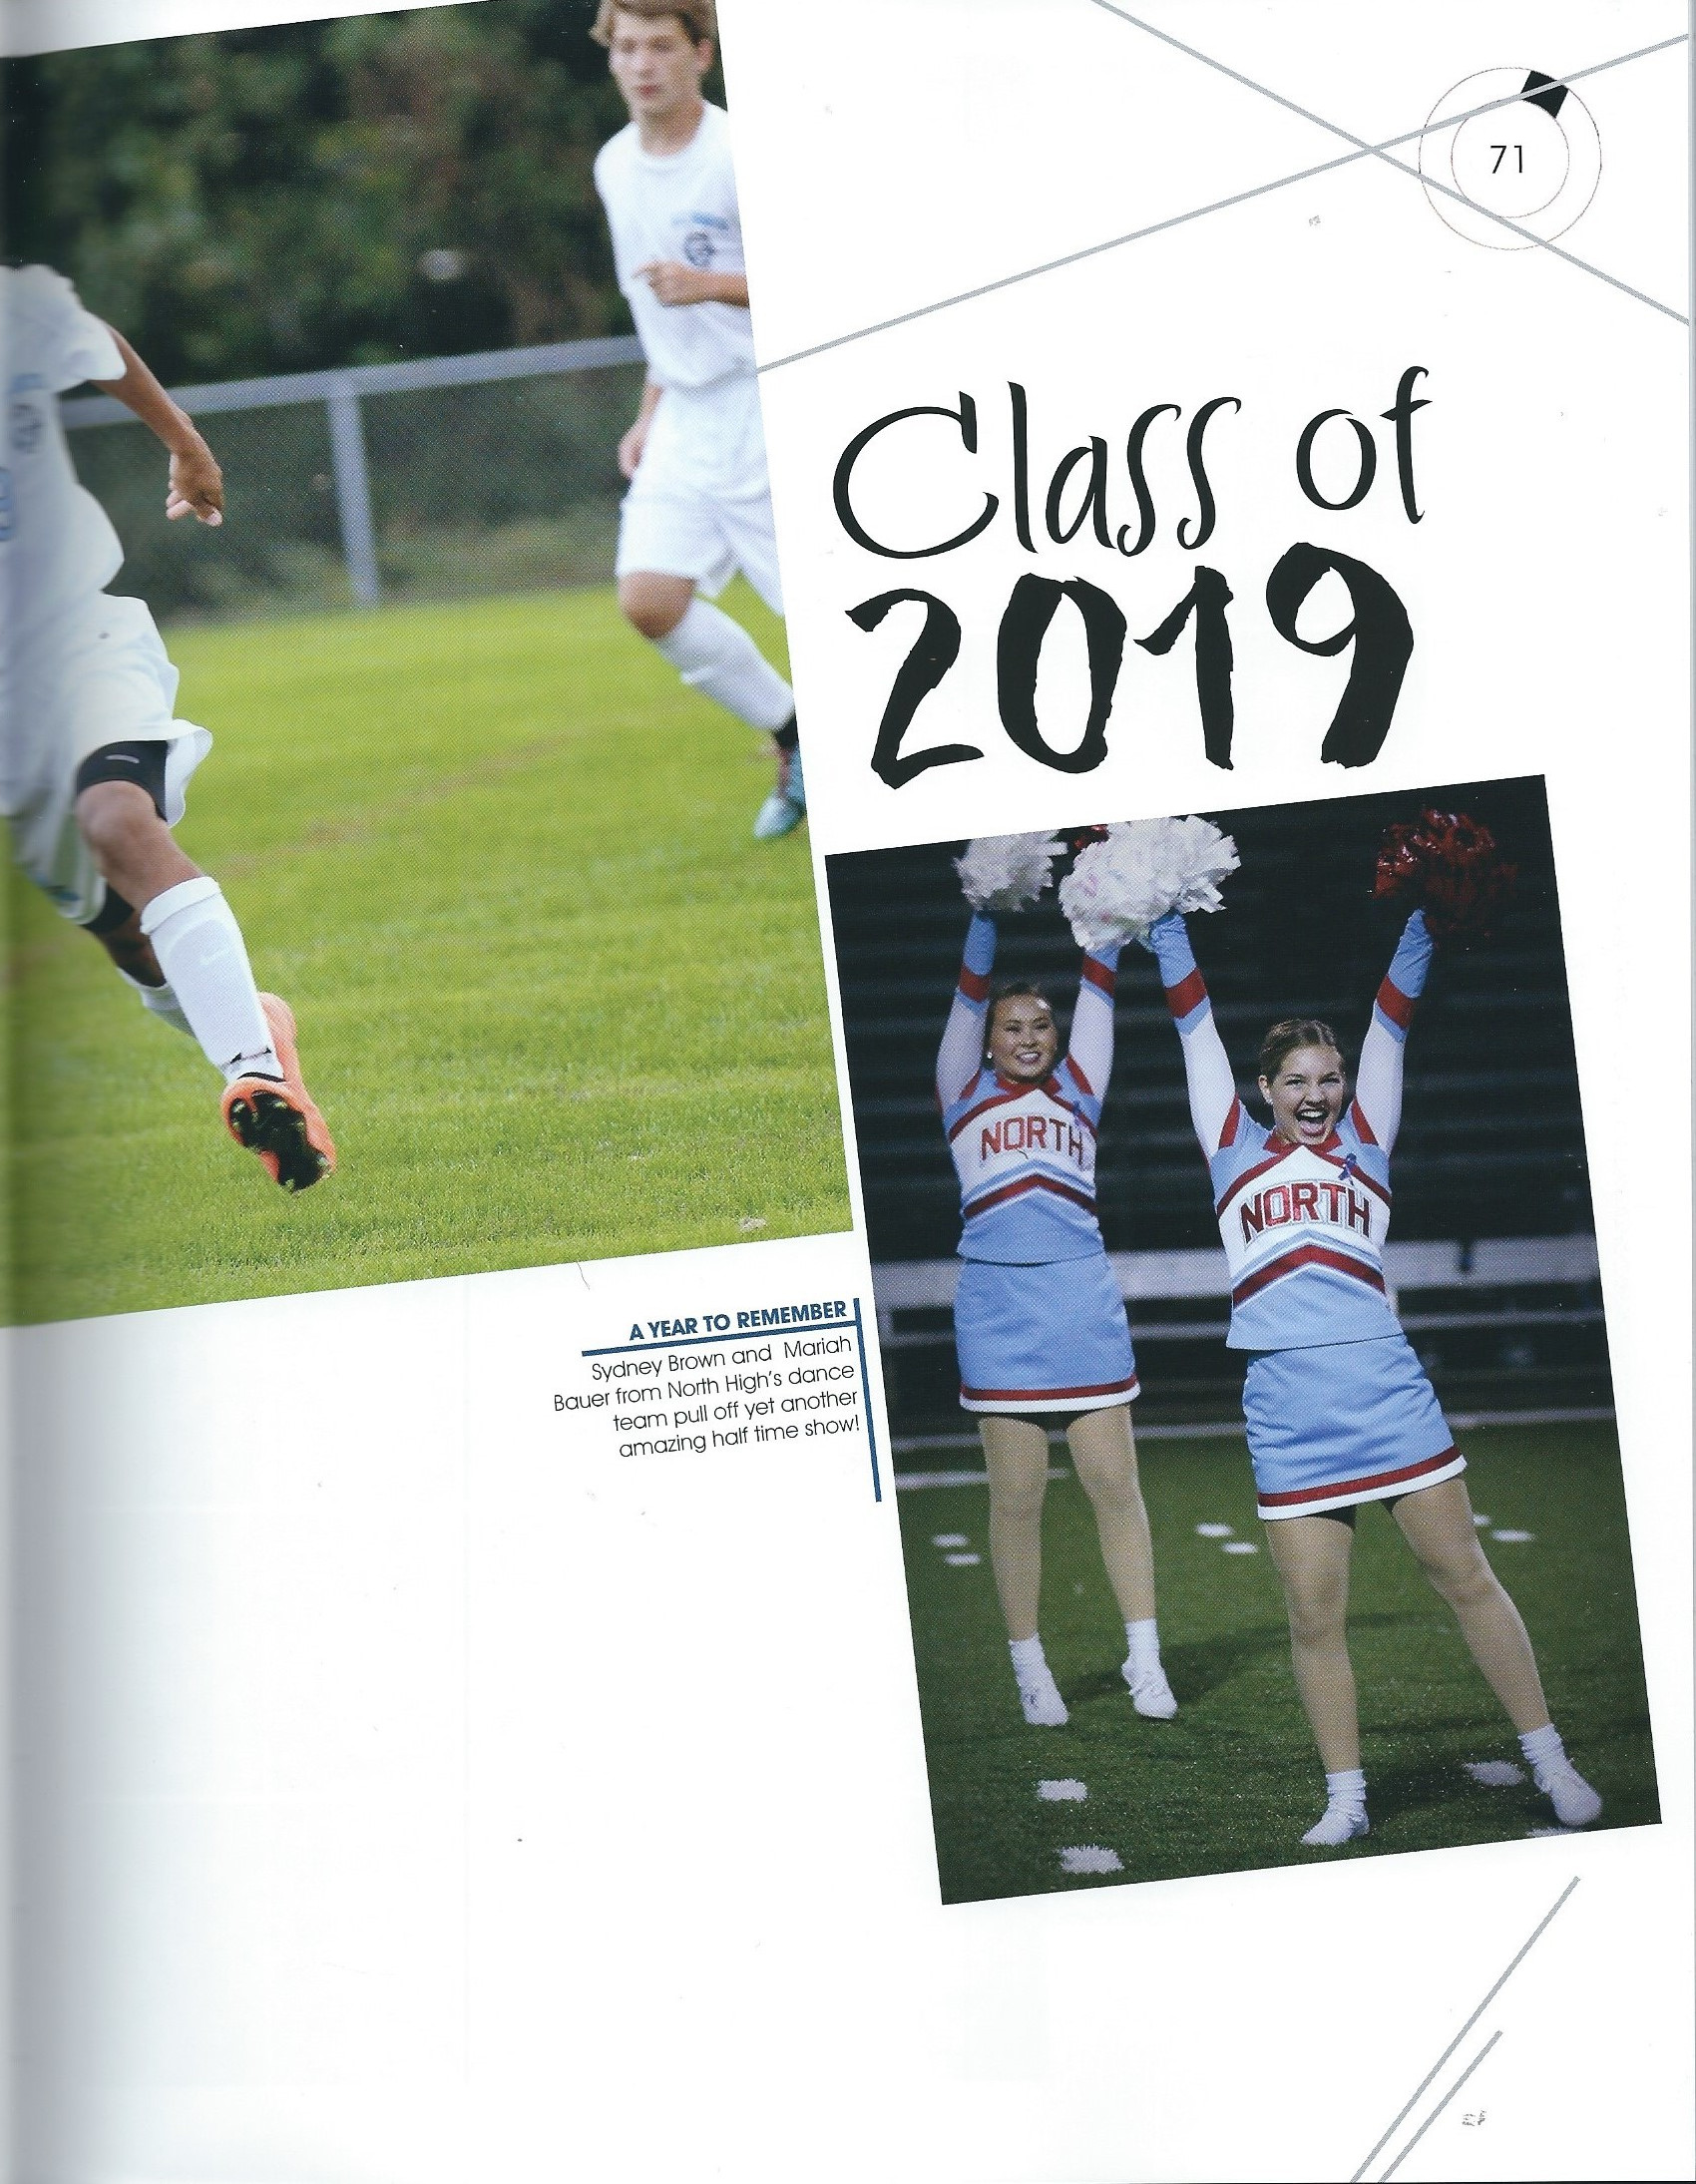 71
Class of
2019
NORTH
NORTH
A YEAR TO REMEMBER
Sydney Brown and Mariah
Bauer from North High's dance
team pull off yet another
amazing half time show!